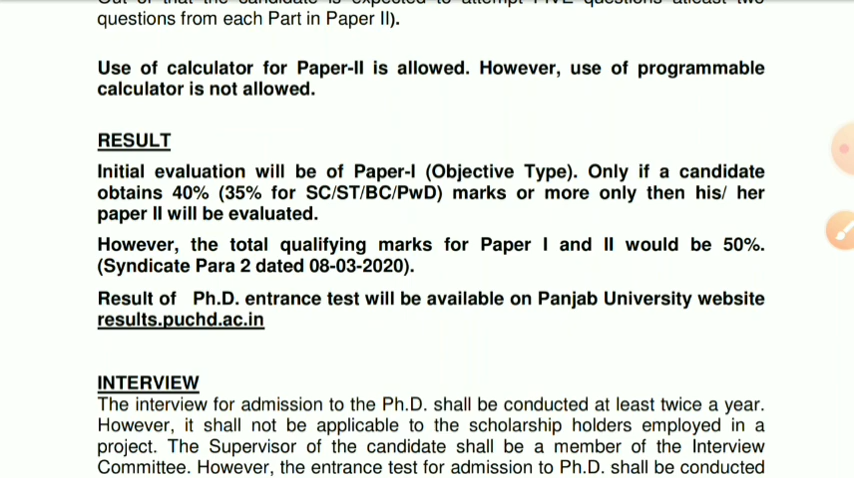 questions from each Part in Paper II).
Use of calculator for Paper-II is allowed. However, use of programmable
calculator is not allowed.
RESULT
Initial evaluation will be of Paper-I (Objective Type). Only if a candidate
obtains 40% (35% for SC/ST/BC/PwD) marks or more only then his/ her
paper II will be evaluated.
However, the total qualifying marks for Paper I and II would be 50%.
(Syndicate Para 2 dated 08-03-2020).
Result of Ph.D. entrance test will be available on Panjab University website
results.puchd.ac.in
INTERVIEW
The interview for admission to the Ph.D. shall be conducted at least twice a year.
However, it shall not be applicable to the scholarship holders employed in a
project. The Supervisor of the candidate shall be a member of the Interview
Committee. However, the entrance test for admission to Ph.D. shall be conducted